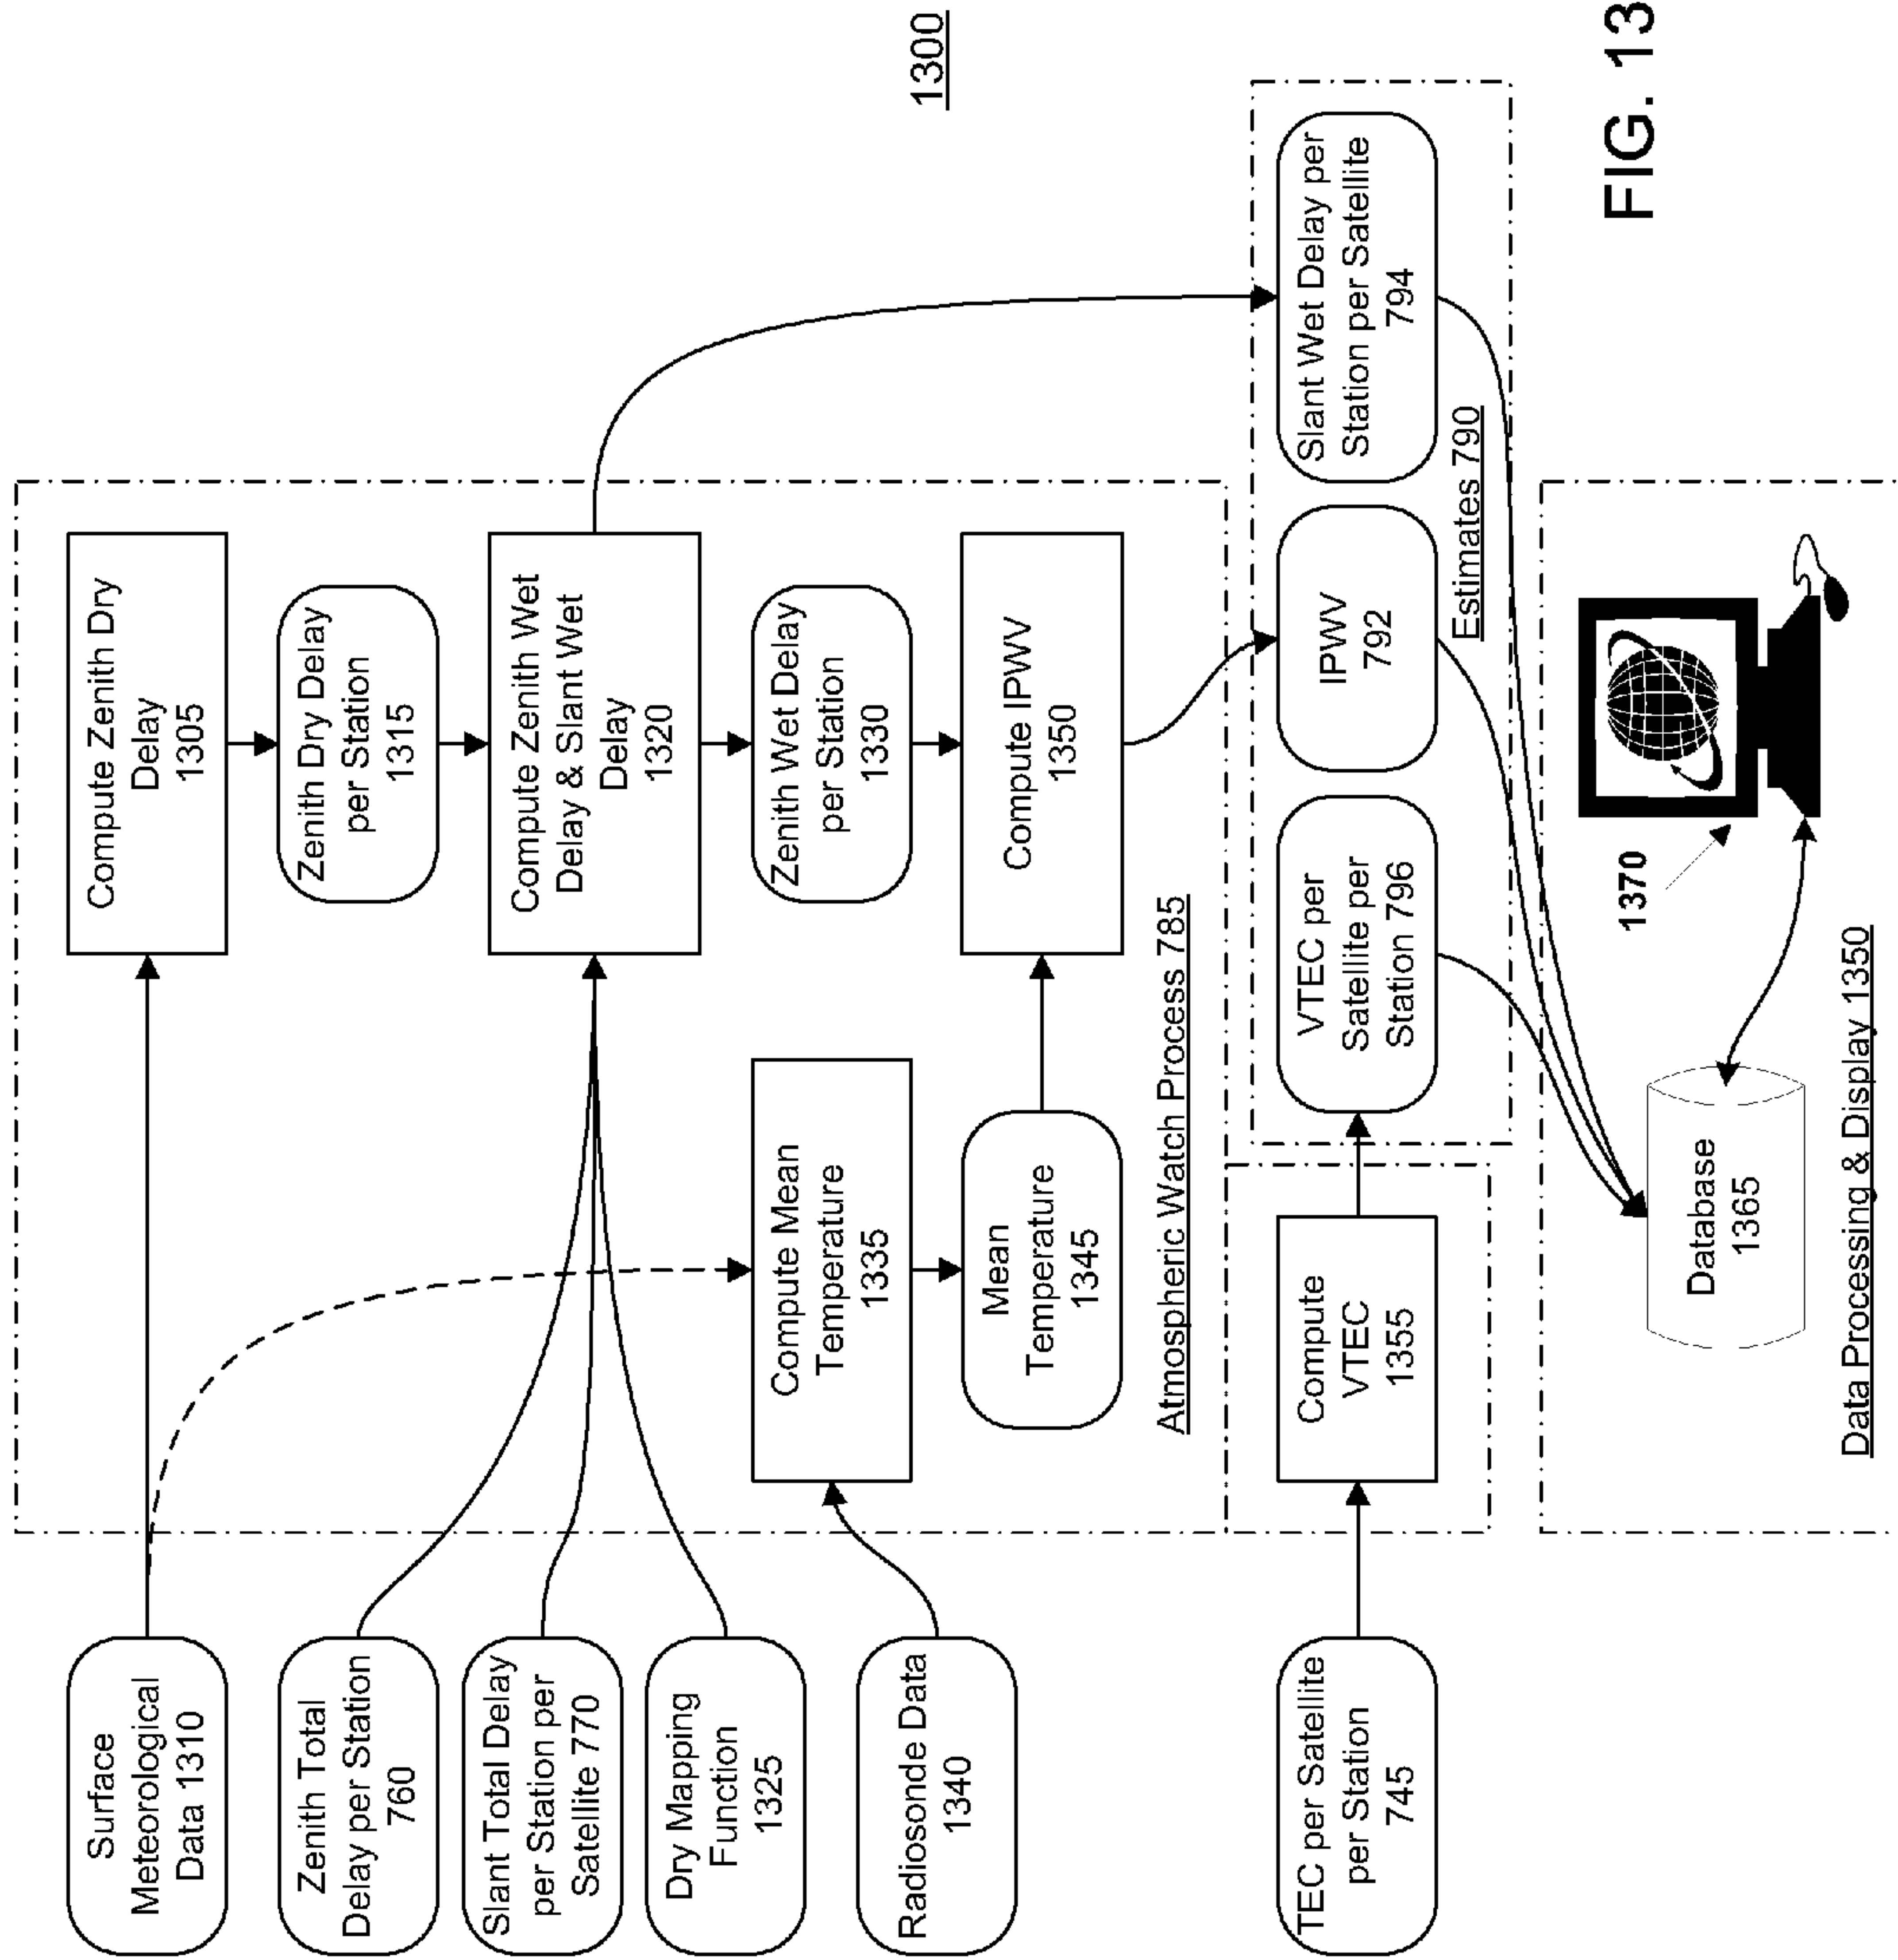 Surface
Meteorological
Data 1310
Zenith Total
Delay per Station
760
Slant Total Delay
per Station per
Satellite 770
Dry Mapping
Function
1325
Radiosonde Data
1340
TEC per Satellite
per Station
745
Compute Zenith Dry
Delay
1305
Zenith Dry Delay
per Station
1315
Compute Zenith Wet
Delay & Slant Wet
Delay
1320
Zenith Wet Delay
per Station
1330
Compute Mean
Temperature
1335
Mean
Temperature
1345
Compute IPWV
1350
Atmospheric Watch Process 785
Compute
VTEC
1355
VTEC per
Satellite per
Station 796
IPWV
792
Slant Wet Delay per
Station per Satellite
794
Estimates 790
Database
1365
1370
Data Processing & Display 1350
1300
FIG. 13